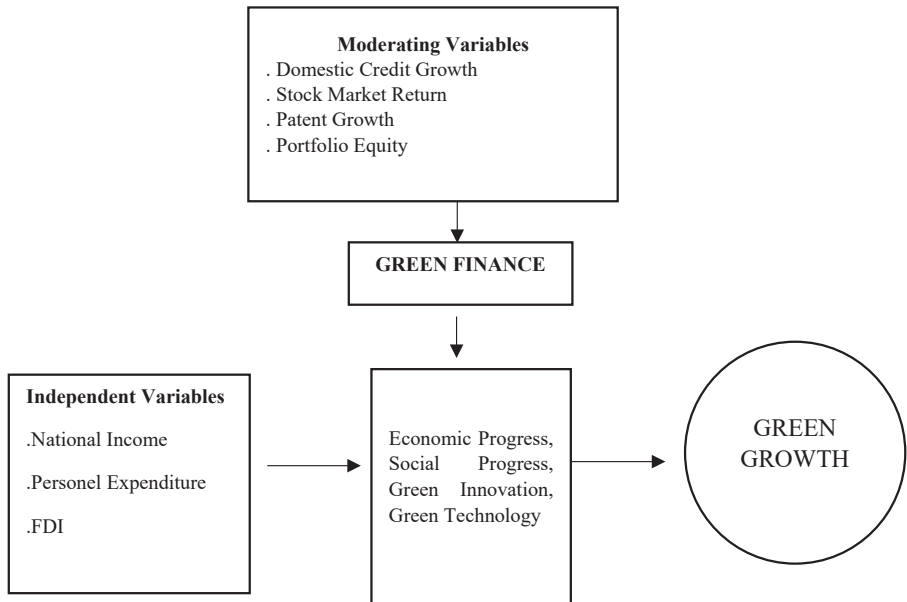 Moderating Variables
. Domestic Credit Growth
. Stock Market Return
. Patent Growth
. Portfolio Equity
GREEN FINANCE
Independent Variables
.National Income
.Personel Expenditure
.FDI
Economic Progress,
Social Progress,
Green Innovation,
Green Technology
GREEN
GROWTH